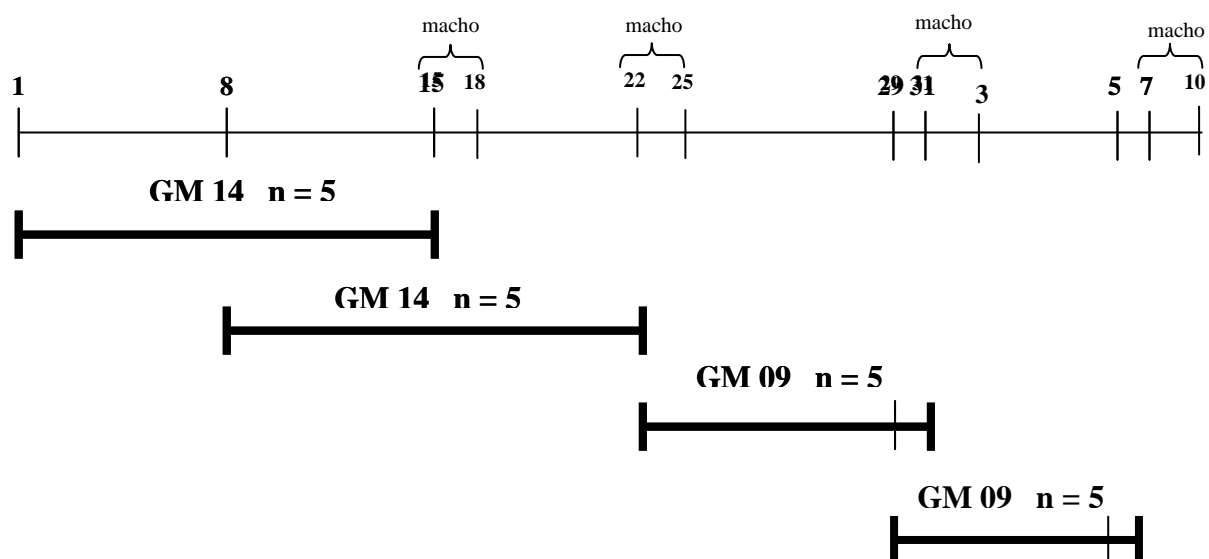 macho macho macho macho
1 8 15 18 22 25 29 31 3 5 7 10
GM 14 n = 5
GM 14 n = 5
GM 09 n = 5
GM 09 n = 5